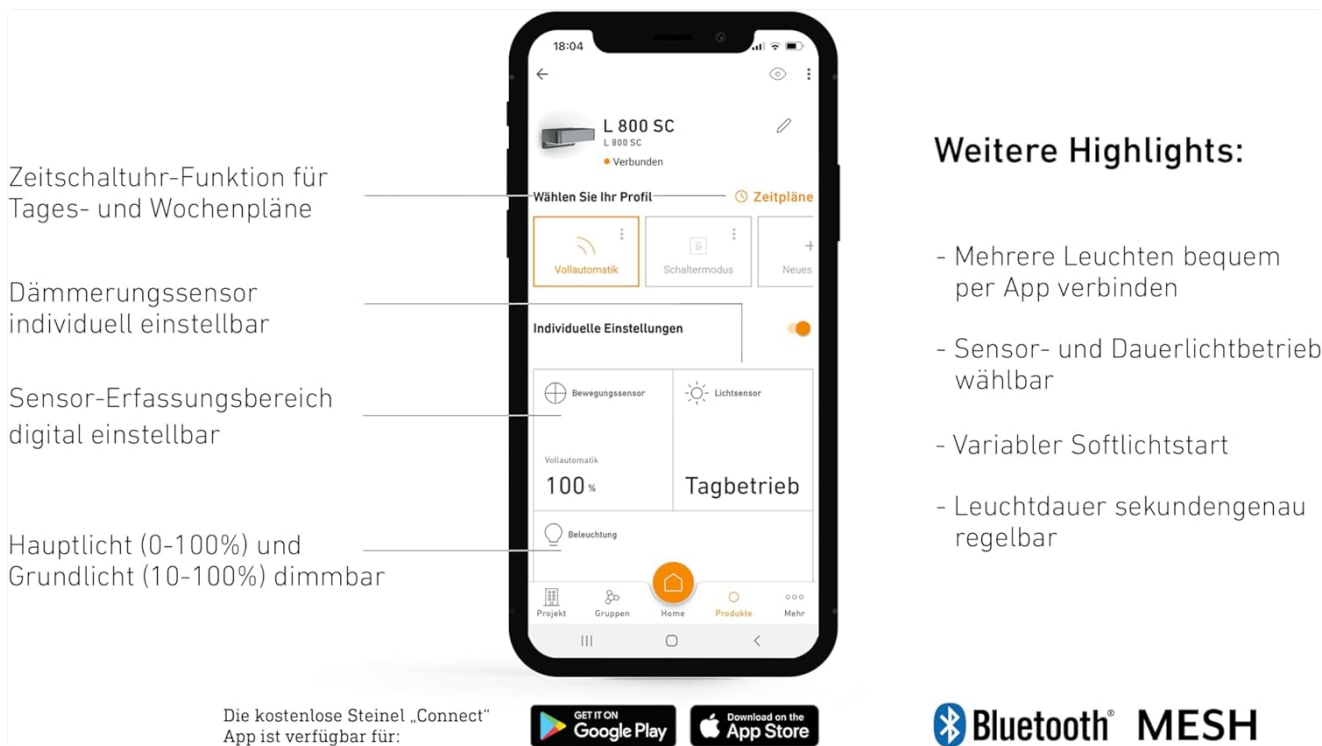 Zeitschaltuhr-Funktion für
Tages- und Wochenpläne
Dämmerungssensor
individuell einstellbar
Sensor-Erfassungsbereich
digital einstellbar
Hauptlicht (0-100%) und
Grundlicht (10-100%) dimmbar
18:04
L 800 SC
L 800 SC
Verbunden
Wählen Sie Ihr Profil Zeitpläne
Vollautomatik Schaltermodus Neues
Individuelle Einstellungen
Bewegungssensor Lichtsensor
Vollautomatik
100 % Tagbetrieb
Beleuchtung
Projekt Gruppen Home Produkte Mehr
Weitere Highlights:
- Mehrere Leuchten bequem
per App verbinden
- Sensor- und Dauerlichtbetrieb
wählbar
- Variabler Softlichtstart
- Leuchtdauer sekundengenau
regelbar
Die kostenlose Steinel „Connect“
App ist verfügbar für:
GET IT ON
Google Play
Download on the
App Store
Bluetooth® MESH